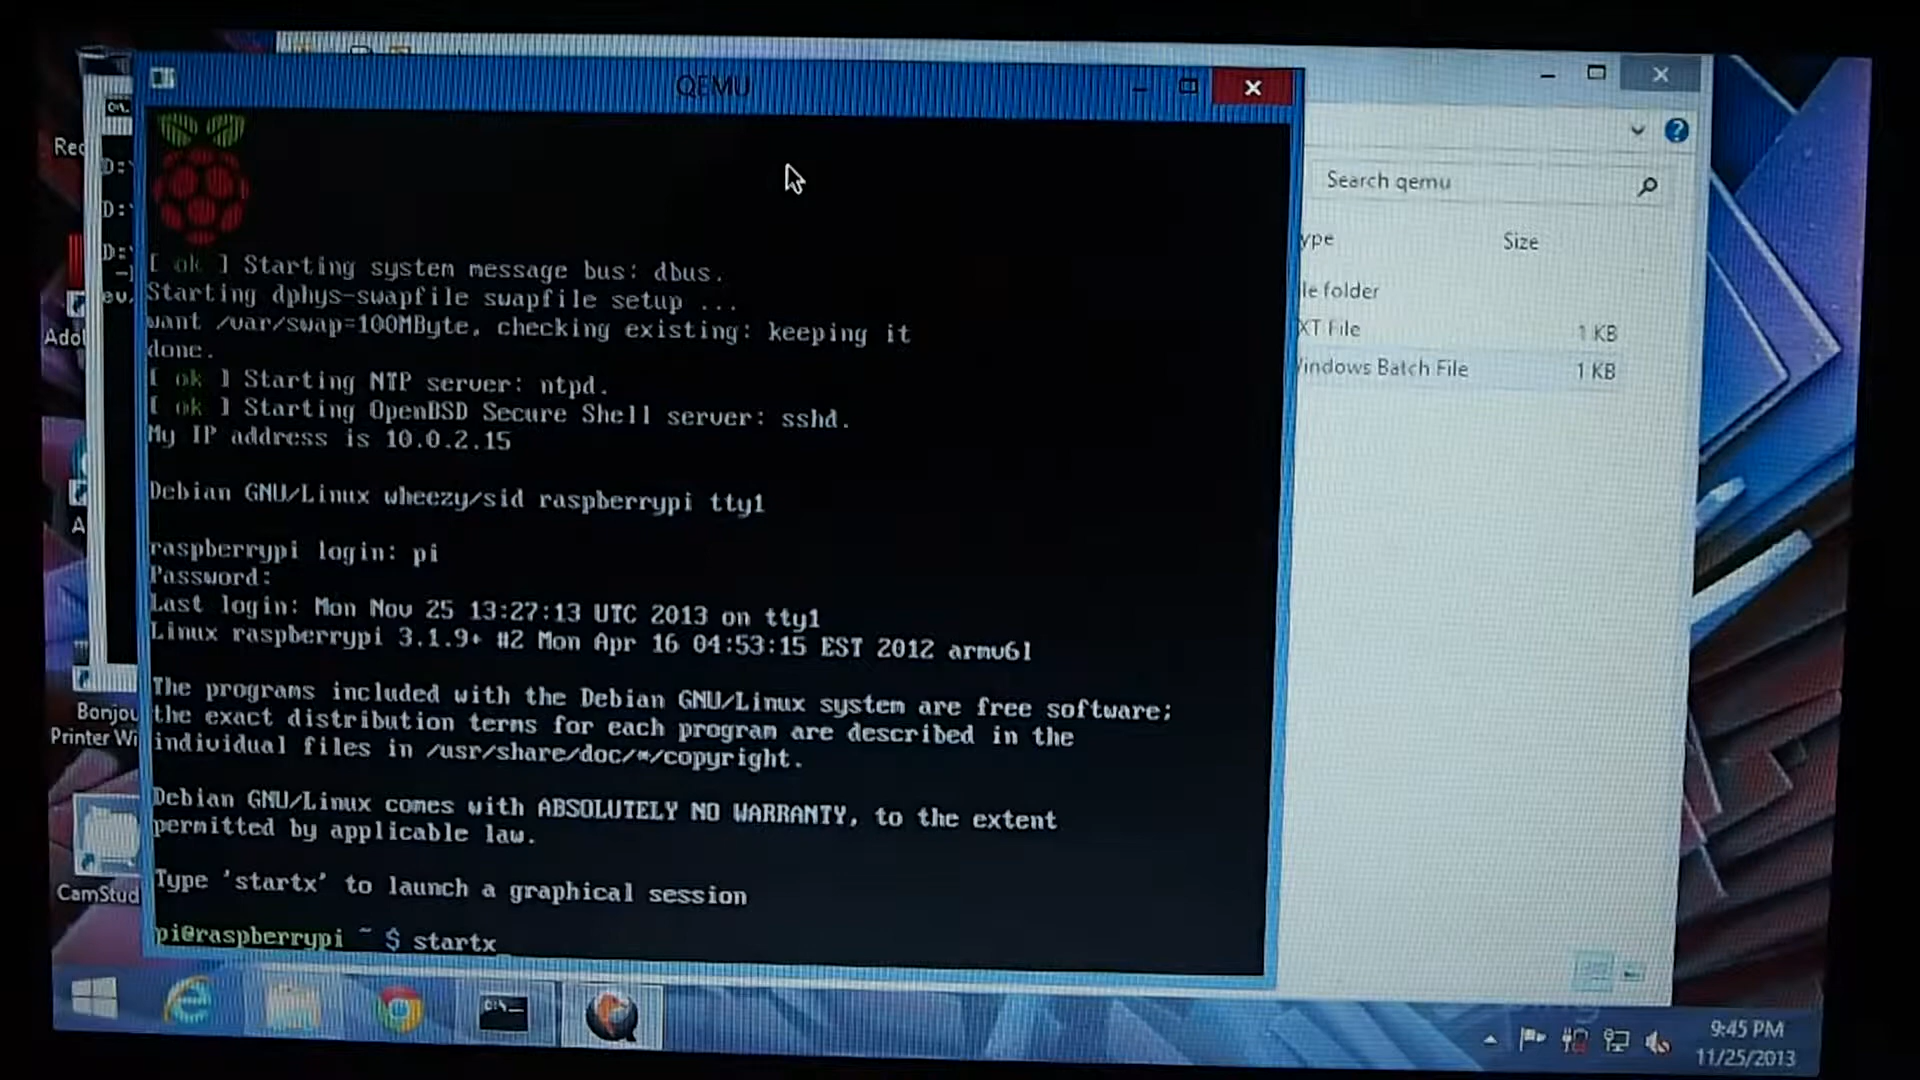 QEMU
[ ok ] Starting system message bus: dbus.
Starting dphys-swapfile swapfile setup ...
want /var/swap=100MByte, checking existing: keeping it
done.
[ ok ] Starting NTP server: ntpd.
[ ok ] Starting OpenBSD Secure Shell server: sshd.
My IP address is 10.0.2.15
Debian GNU/Linux wheezy/sid raspberrypi tty1
raspberrypi login: pi
Password:
Last login: Mon Nov 25 13:27:13 UTC 2013 on tty1
Linux raspberrypi 3.1.9+ #2 Mon Apr 16 04:53:15 EST 2012 armv6l
The programs included with the Debian GNU/Linux system are free software;
the exact distribution terms for each program are described in the
individual files in /usr/share/doc/*/copyright.
Debian GNU/Linux comes with ABSOLUTELY NO WARRANTY, to the extent
permitted by applicable law.
Type 'startx' to launch a graphical session
pi@raspberrypi ~ $ startx
Search qemu
ype Size
le folder
XT File 1 KB
indows Batch File 1 KB
Rec
D:\
D:\
D:\
ev/
Adol
A
Bonjou
Printer Wi
CamStud
9:45 PM
11/25/2013